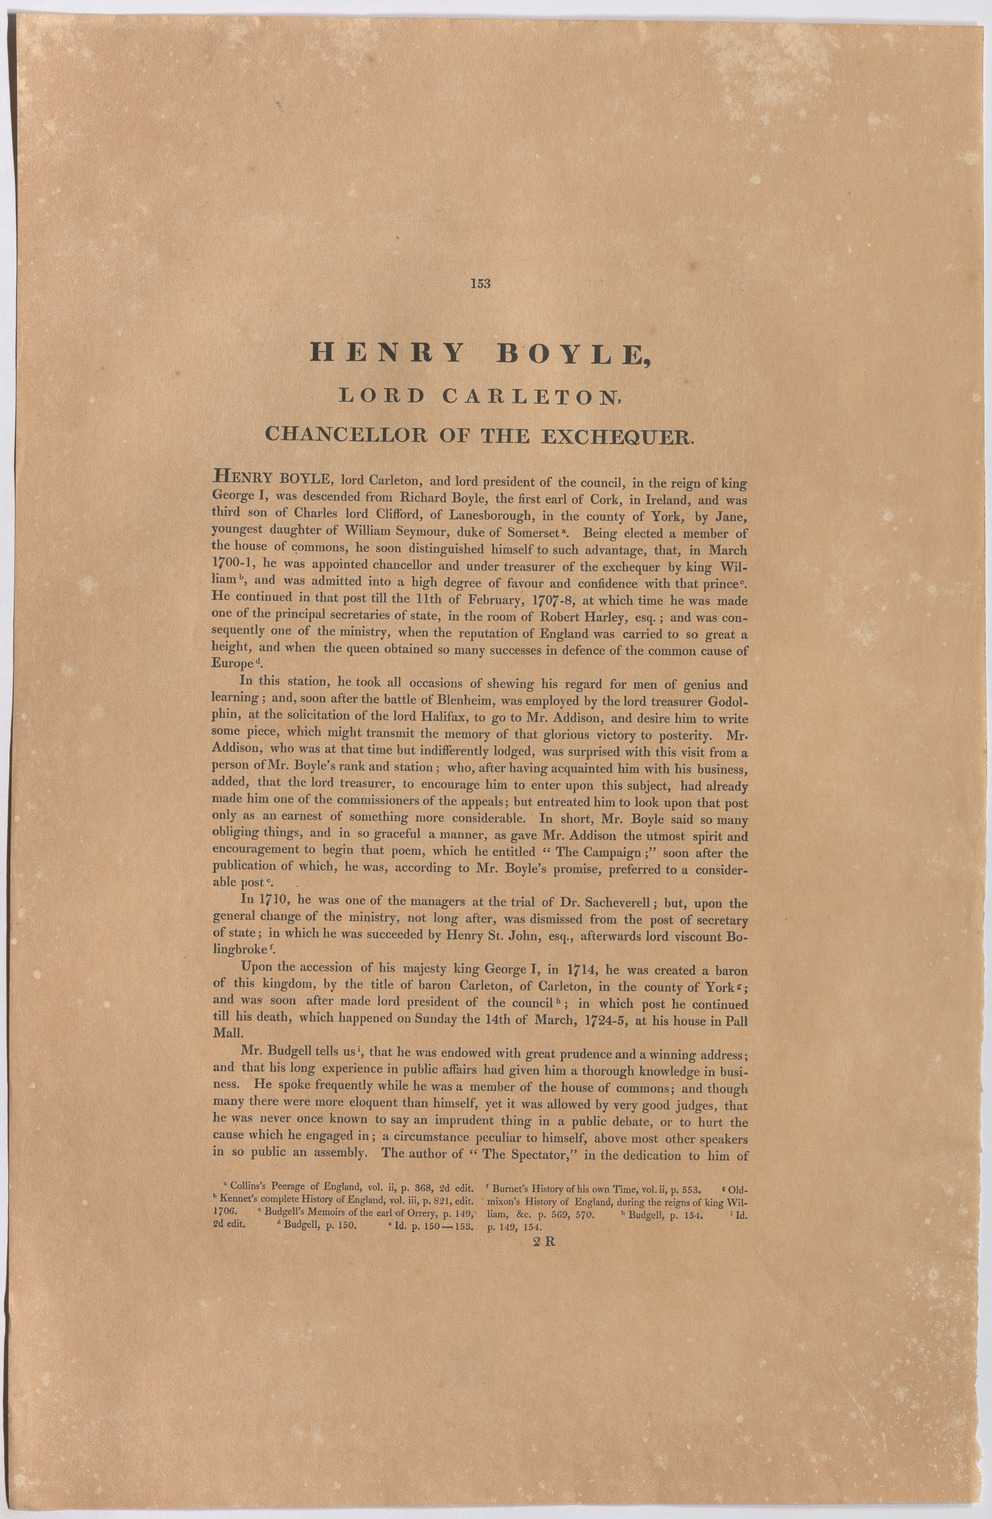 153
HENRY BOYLE,
LORD CARLETON,
CHANCELLOR OF THE EXCHEQUER.
HENRY BOYLE, lord Carleton, and lord president of the council, in the reign of king
George I, was descended from Richard Boyle, the first earl of Cork, in Ireland, and was
third son of Charles lord Clifford, of Lanesborough, in the county of York, by Jane,
youngest daughter of William Seymour, duke of Somerset a. Being elected a member of
the house of commons, he soon distinguished himself to such advantage, that, in March
1700-1, he was appointed chancellor and under treasurer of the exchequer by king Wil-
liam b, and was admitted into a high degree of favour and confidence with that prince c.
He continued in that post till the 11th of February, 1707-8, at which time he was made
one of the principal secretaries of state, in the room of Robert Harley, esq. ; and was con-
sequently one of the ministry, when the reputation of England was carried to so great a
height, and when the queen obtained so many successes in defence of the common cause of
Europe d.
In this station, he took all occasions of shewing his regard for men of genius and
learning ; and, soon after the battle of Blenheim, was employed by the lord treasurer Godol-
phin, at the solicitation of the lord Halifax, to go to Mr. Addison, and desire him to write
some piece, which might transmit the memory of that glorious victory to posterity. Mr.
Addison, who was at that time but indifferently lodged, was surprised with this visit from a
person of Mr. Boyle's rank and station ; who, after having acquainted him with his business,
added, that the lord treasurer, to encourage him to enter upon this subject, had already
made him one of the commissioners of the appeals ; but entreated him to look upon that post
only as an earnest of something more considerable. In short, Mr. Boyle said so many
obliging things, and in so graceful a manner, as gave Mr. Addison the utmost spirit and
encouragement to begin that poem, which he entitled “ The Campaign ;” soon after the
publication of which, he was, according to Mr. Boyle's promise, preferred to a consider-
able post e.
In 1710, he was one of the managers at the trial of Dr. Sacheverell ; but, upon the
general change of the ministry, not long after, was dismissed from the post of secretary
of state ; in which he was succeeded by Henry St. John, esq., afterwards lord viscount Bo-
lingbroke f.
Upon the accession of his majesty king George I, in 1714, he was created a baron
of this kingdom, by the title of baron Carleton, of Carleton, in the county of York g ;
and was soon after made lord president of the council h ; in which post he continued
till his death, which happened on Sunday the 14th of March, 1724-5, at his house in Pall
Mall.
Mr. Budgell tells us i, that he was endowed with great prudence and a winning address ;
and that his long experience in public affairs had given him a thorough knowledge in busi-
ness. He spoke frequently while he was a member of the house of commons ; and though
many there were more eloquent than himself, yet it was allowed by very good judges, that
he was never once known to say an imprudent thing in a public debate, or to hurt the
cause which he engaged in ; a circumstance peculiar to himself, above most other speakers
in so public an assembly. The author of “ The Spectator,” in the dedication to him of
a Collins's Peerage of England, vol. ii, p. 368, 2d edit.
b Kennet's complete History of England, vol. iii, p. 821, edit.
1706. c Budgell's Memoirs of the earl of Orrery, p. 149,
2d edit. d Budgell, p. 150. e Id. p. 150—153.
f Burnet's History of his own Time, vol. ii, p. 553. g Old-
mixon's History of England, during the reigns of king Wil-
liam, &c. p. 569, 570. h Budgell, p. 154. i Id.
p. 149, 154.
2 R